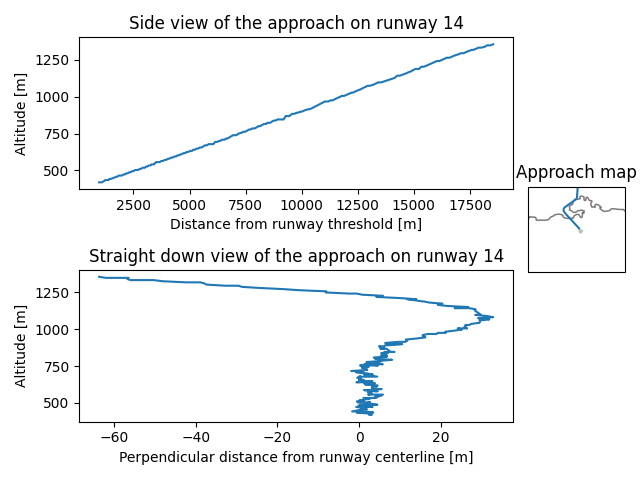 Side view of the approach on runway 14
Altitude [m]
1250
1000
750
500
2500
5000
7500
10000
12500
15000
17500
Distance from runway threshold [m]
Approach map
Straight down view of the approach on runway 14
Altitude [m]
1250
1000
750
500
−60
−40
−20
0
20
Perpendicular distance from runway centerline [m]